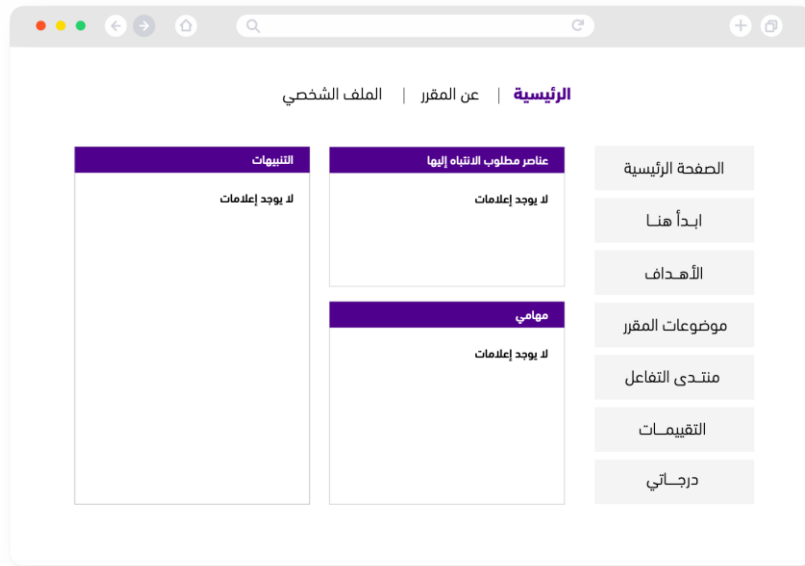 الرئيسية | عن المقرر | الملف الشخصي
الصفحة الرئيسية
ابـدأ هنــا
الأهـداف
موضوعات المقرر
منتـدى التفاعل
التقييمــات
درجــاتي
عناصر مطلوب الانتباه إليها
لا يوجد إعلامات
مهامي
لا يوجد إعلامات
التنبيهات
لا يوجد إعلامات